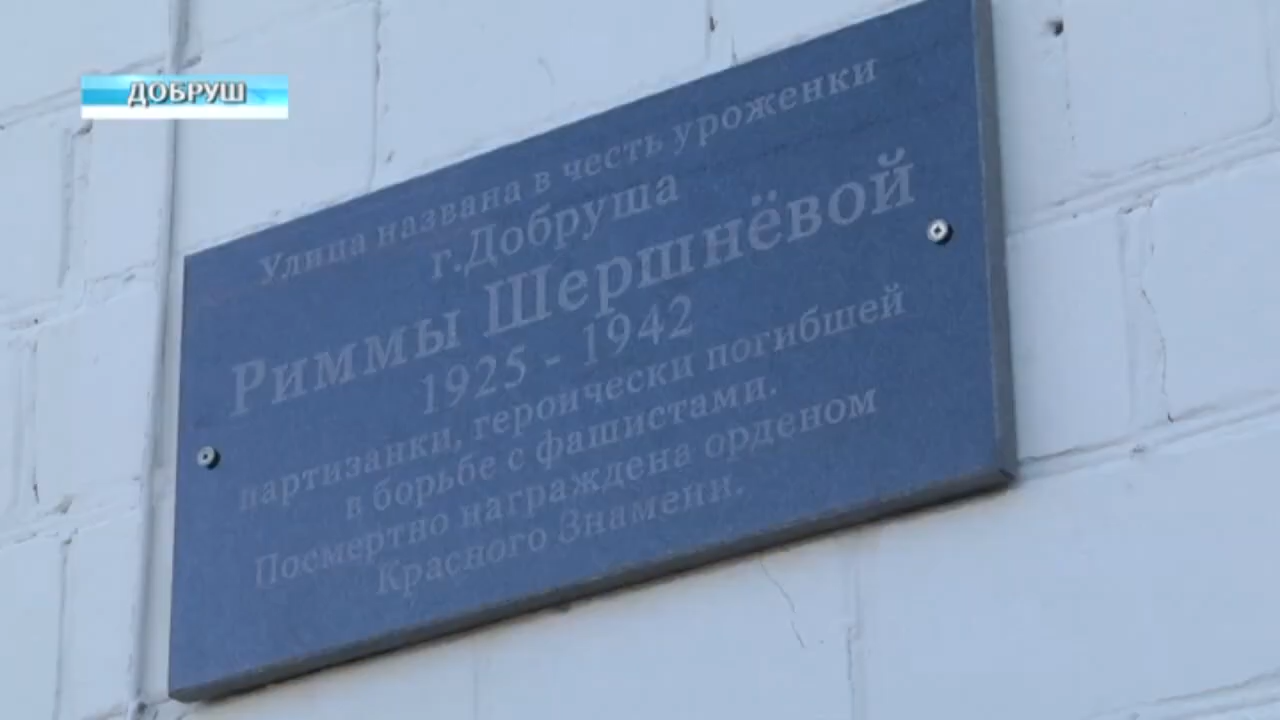 ДОБРУШ
Улица названа в честь уроженки
г.Добруша
Риммы Шершнёвой
1925 - 1942
партизанки, героически погибшей
в борьбе с фашистами.
Посмертно награждена орденом
Красного Знамени.